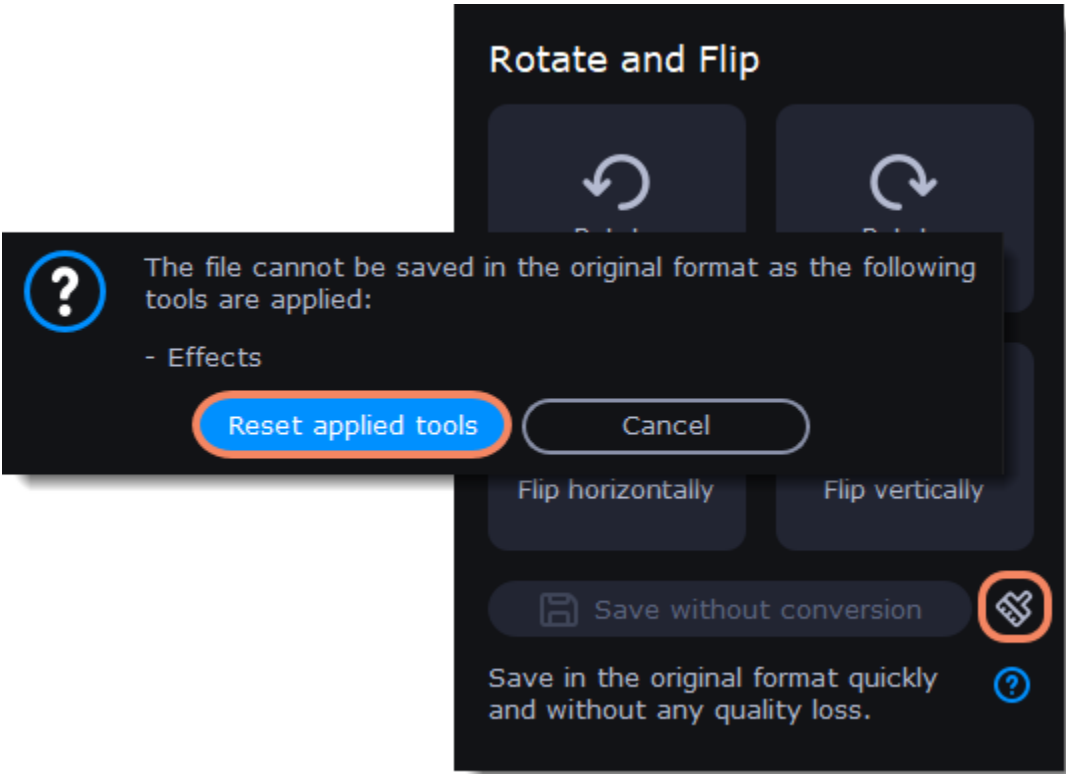 Rotate and Flip
The file cannot be saved in the original format as the following
tools are applied:
- Effects
Reset applied tools
Cancel
Flip horizontally
Flip vertically
Save without conversion
Save in the original format quickly
and without any quality loss.